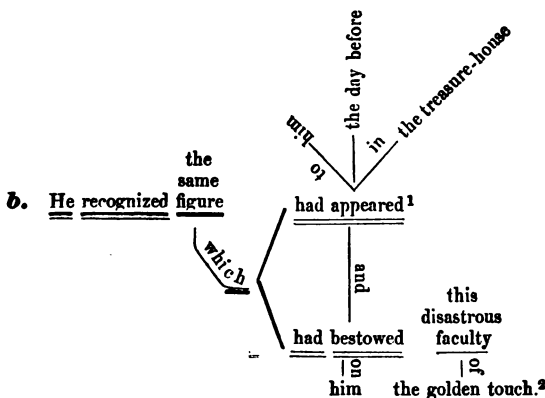 the day before
the treasure-house
in
him
to
the
same
b. He recognized figure
had appeared¹
which
and
this
disastrous
had bestowed faculty
on
of
him the golden touch.²